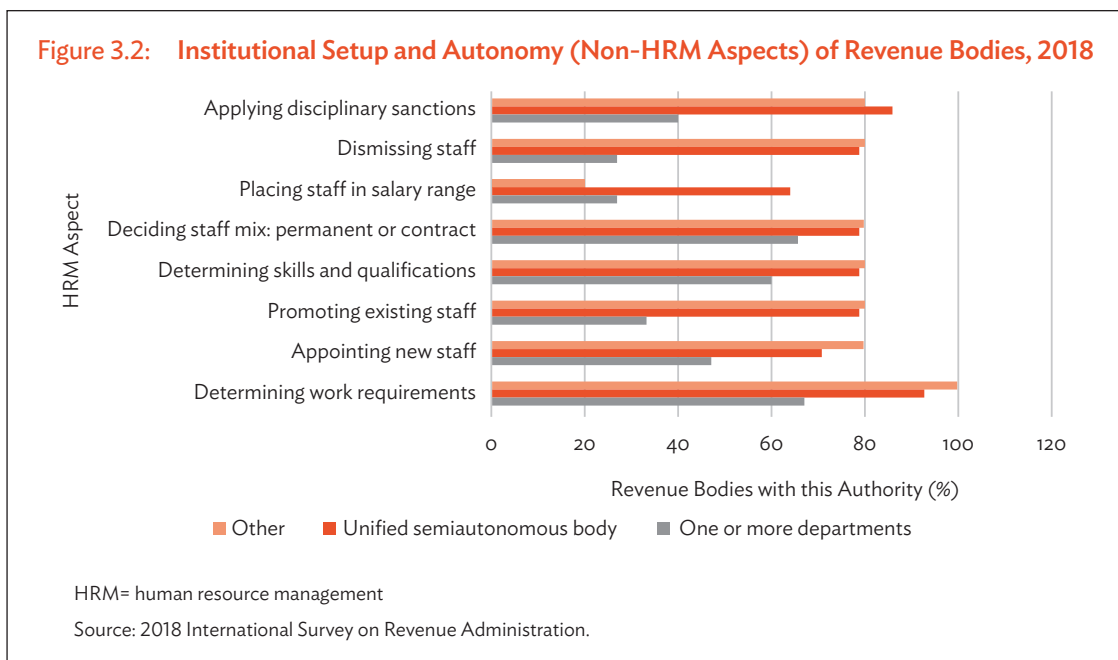 Figure 3.2: Institutional Setup and Autonomy (Non-HRM Aspects) of Revenue Bodies, 2018
HRM Aspect
Applying disciplinary sanctions
Dismissing staff
Placing staff in salary range
Deciding staff mix: permanent or contract
Determining skills and qualifications
Promoting existing staff
Appointing new staff
Determining work requirements
0 20 40 60 80 100 120
Revenue Bodies with this Authority (%)
Other Unified semiautonomous body One or more departments
HRM= human resource management
Source: 2018 International Survey on Revenue Administration.